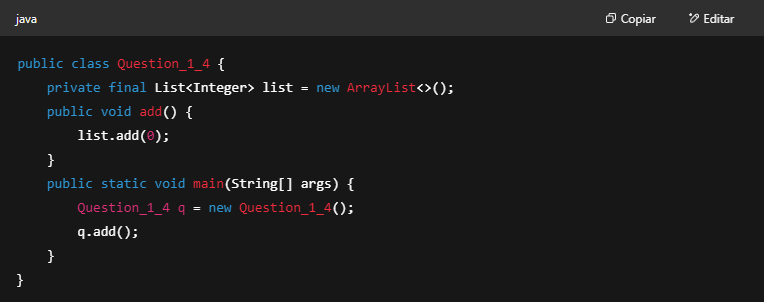 java
Copiar
Editar
public class Question_1_4 {
    private final List<Integer> list = new ArrayList<>();
    public void add() {
        list.add(0);
    }
    public static void main(String[] args) {
        Question_1_4 q = new Question_1_4();
        q.add();
    }
}